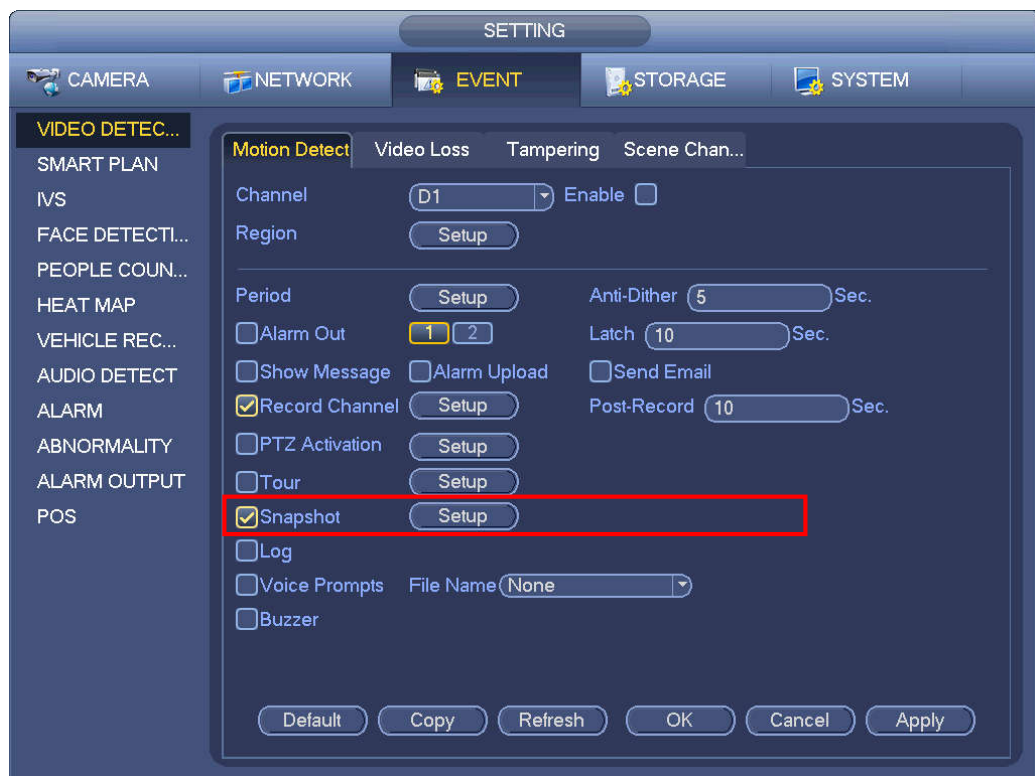 SETTING
CAMERA NETWORK EVENT STORAGE SYSTEM
VIDEO DETEC...
SMART PLAN
IVS
FACE DETECTI...
PEOPLE COUN...
HEAT MAP
VEHICLE REC...
AUDIO DETECT
ALARM
ABNORMALITY
ALARM OUTPUT
POS
Motion Detect Video Loss Tampering Scene Chan...
Channel D1 Enable
Region Setup
Period Setup Anti-Dither 5 Sec.
Alarm Out 1 2 Latch 10 Sec.
Show Message Alarm Upload Send Email
Record Channel Setup Post-Record 10 Sec.
PTZ Activation Setup
Tour Setup
Snapshot Setup
Log
Voice Prompts File Name None
Buzzer
Default Copy Refresh OK Cancel Apply